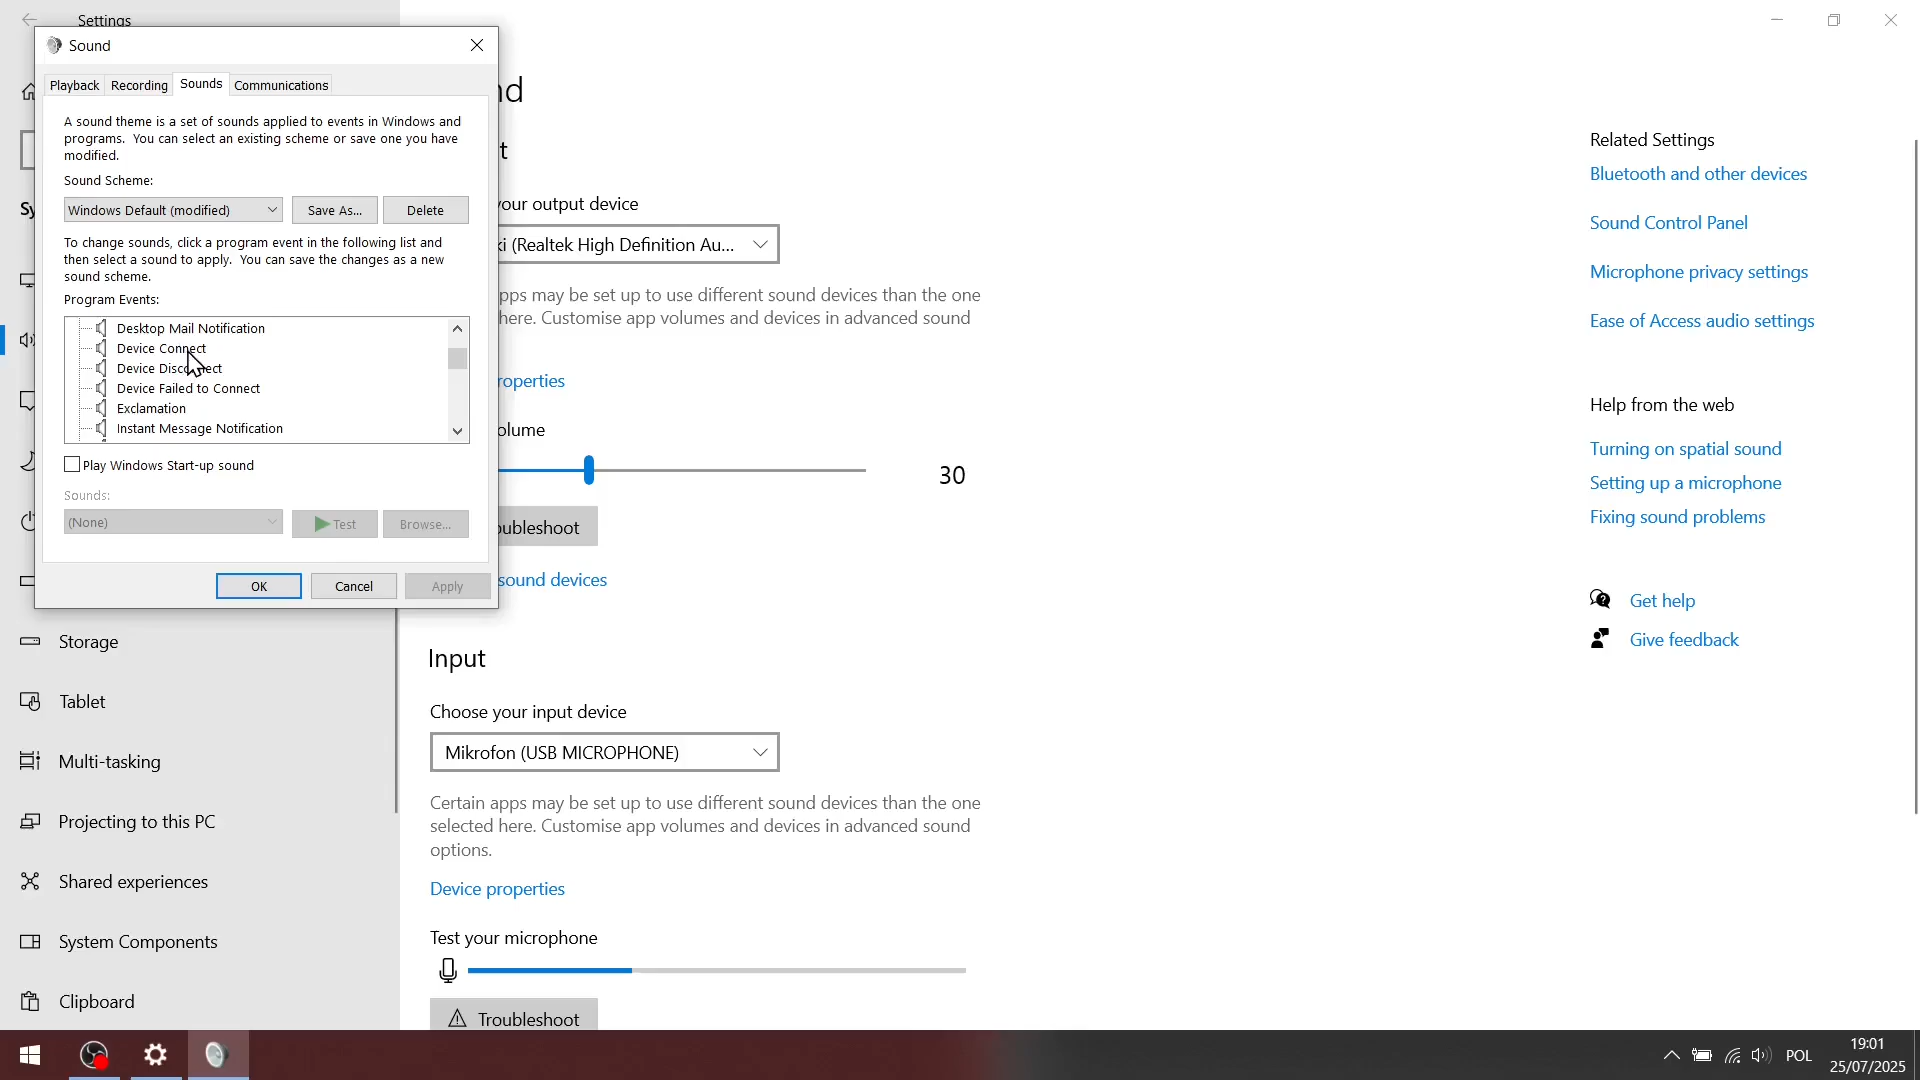 Settings
Sound
Playback
Recording
Sounds
Communications
A sound theme is a set of sounds applied to events in Windows and
programs. You can select an existing scheme or save one you have
modified.
Sound Scheme:
Windows Default (modified)
Save As...
Delete
To change sounds, click a program event in the following list and
then select a sound to apply. You can save the changes as a new
sound scheme.
Program Events:
Desktop Mail Notification
Device Connect
Device Disconnect
Device Failed to Connect
Exclamation
Instant Message Notification
Play Windows Start-up sound
Sounds:
(None)
Test
Browse...
OK
Cancel
Apply
Sy
Storage
Tablet
Multi-tasking
Projecting to this PC
Shared experiences
System Components
Clipboard
nd
t
your output device
ki (Realtek High Definition Au...
pps may be set up to use different sound devices than the one
here. Customise app volumes and devices in advanced sound
roperties
olume
30
oubleshoot
sound devices
Input
Choose your input device
Mikrofon (USB MICROPHONE)
Certain apps may be set up to use different sound devices than the one
selected here. Customise app volumes and devices in advanced sound
options.
Device properties
Test your microphone
Troubleshoot
Related Settings
Bluetooth and other devices
Sound Control Panel
Microphone privacy settings
Ease of Access audio settings
Help from the web
Turning on spatial sound
Setting up a microphone
Fixing sound problems
Get help
Give feedback
POL
19:01
25/07/2025